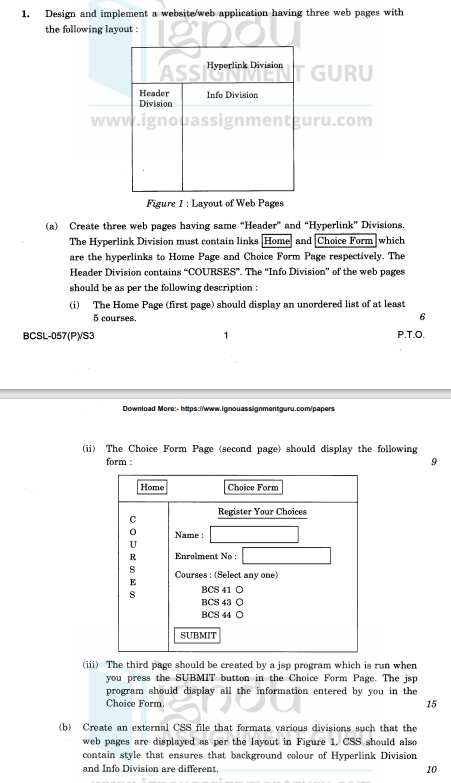 ignou
ASSIGNMENT GURU
www.ignouassignmentguru.com
1. Design and implement a website/web application having three web pages with
the following layout :
Hyperlink Division
Header
Division
Info Division
Figure 1 : Layout of Web Pages
(a) Create three web pages having same “Header” and “Hyperlink” Divisions.
The Hyperlink Division must contain links Home and Choice Form which
are the hyperlinks to Home Page and Choice Form Page respectively. The
Header Division contains “COURSES”. The “Info Division” of the web pages
should be as per the following description :
(i) The Home Page (first page) should display an unordered list of at least
5 courses. 6
BCSL-057(P)/S3 1 P.T.O.
Download More:- https://www.ignouassignmentguru.com/papers
(ii) The Choice Form Page (second page) should display the following
form : 9
Home Choice Form
C
O
U
R
S
E
S
Register Your Choices
Name :
Enrolment No :
Courses : (Select any one)
BCS 41
BCS 43
BCS 44
SUBMIT
(iii) The third page should be created by a jsp program which is run when
you press the SUBMIT button in the Choice Form Page. The jsp
program should display all the information entered by you in the
Choice Form. 15
ignou
ASSIGNMENT GURU
(b) Create an external CSS file that formats various divisions such that the
web pages are displayed as per the layout in Figure 1. CSS should also
contain style that ensures that background colour of Hyperlink Division
and Info Division are different. 10